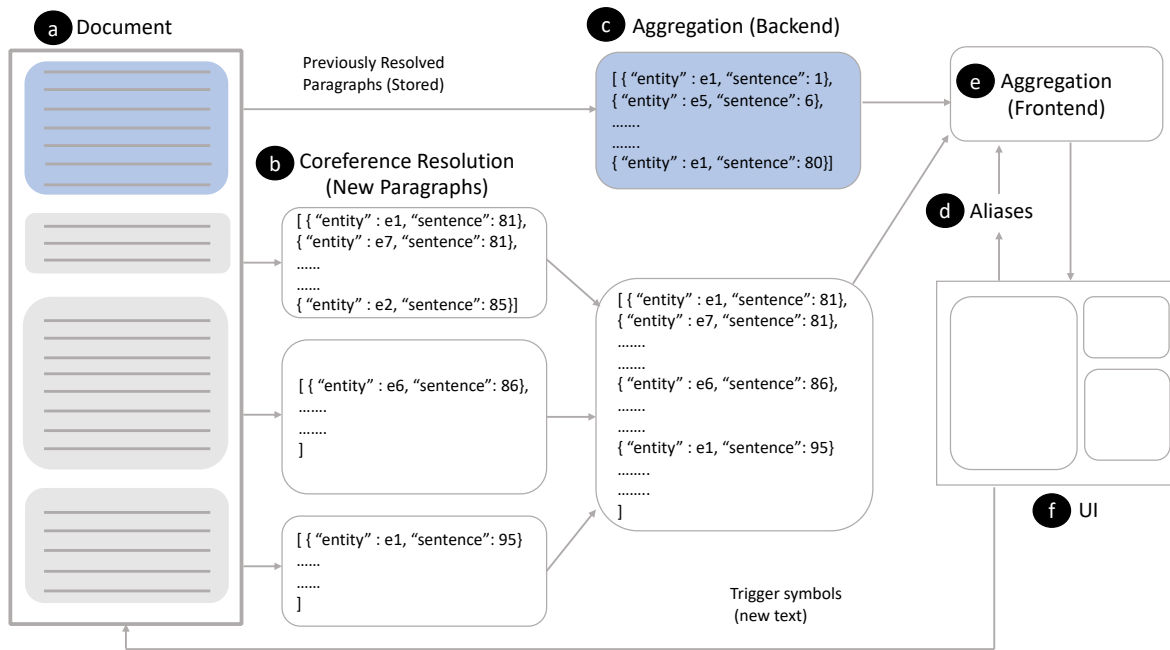 a Document
Previously Resolved
Paragraphs (Stored)
c Aggregation (Backend)
[ { “entity” : e1, “sentence”: 1},
{ “entity” : e5, “sentence”: 6},
…….
…….
{ “entity” : e1, “sentence”: 80}]
e Aggregation
(Frontend)
b Coreference Resolution
(New Paragraphs)
[ { “entity” : e1, “sentence”: 81},
{ “entity” : e7, “sentence”: 81},
……
……
{ “entity” : e2, “sentence”: 85}]
[ { “entity” : e6, “sentence”: 86},
…….
…….
]
[ { “entity” : e1, “sentence”: 95}
……
……
]
[ { “entity” : e1, “sentence”: 81},
{ “entity” : e7, “sentence”: 81},
…….
…….
{ “entity” : e6, “sentence”: 86},
…….
…….
{ “entity” : e1, “sentence”: 95}
……..
……..
]
d Aliases
f UI
Trigger symbols
(new text)